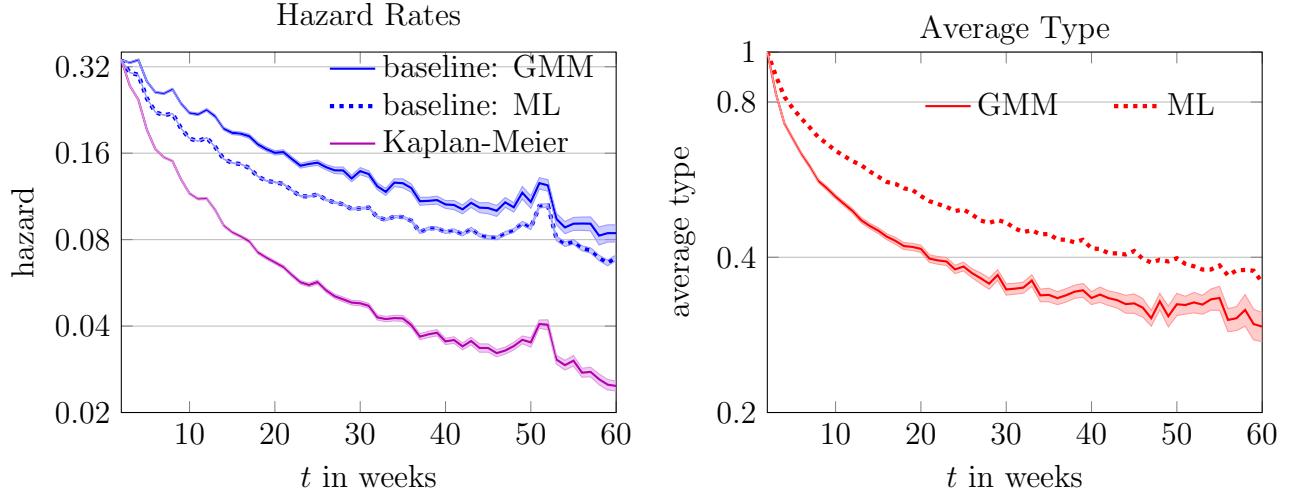 Hazard Rates
0.32
0.16
0.08
0.04
0.02
hazard
baseline: GMM
baseline: ML
Kaplan-Meier
10 20 30 40 50 60
t in weeks
Average Type
1
0.8
0.4
0.2
average type
GMM ML
10 20 30 40 50 60
t in weeks